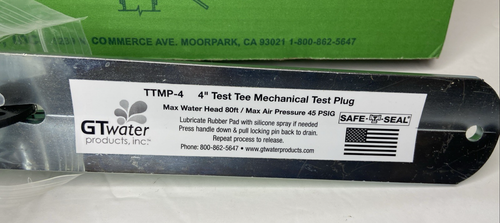 COMMERCE AVE. MOORPARK, CA 93021 1-800-862-5647
TTMP-4 4" Test Tee Mechanical Test Plug
Max Water Head 80ft / Max Air Pressure 45 PSIG
Lubricate Rubber Pad with silicone spray if needed
Press handle down & pull locking pin back to drain.
Repeat process to release.
Phone: 800-862-5647 • www.gtwaterproducts.com
GTwater
products, inc.™
SAFE-T-SEAL®